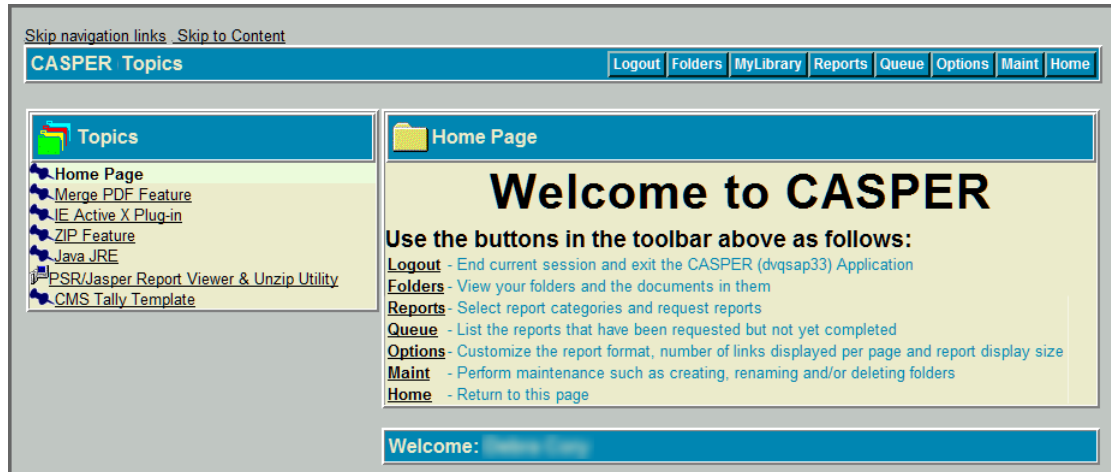 Skip navigation links Skip to Content
CASPER Topics
Logout Folders MyLibrary Reports Queue Options Maint Home
Topics
Home Page
Merge PDF Feature
IE Active X Plug-in
ZIP Feature
Java JRE
PSR/Jasper Report Viewer & Unzip Utility
CMS Tally Template
Home Page
Welcome to CASPER
Use the buttons in the toolbar above as follows:
Logout - End current session and exit the CASPER (dvqsap33) Application
Folders - View your folders and the documents in them
Reports - Select report categories and request reports
Queue - List the reports that have been requested but not yet completed
Options - Customize the report format, number of links displayed per page and report display size
Maint - Perform maintenance such as creating, renaming and/or deleting folders
Home - Return to this page
Welcome: